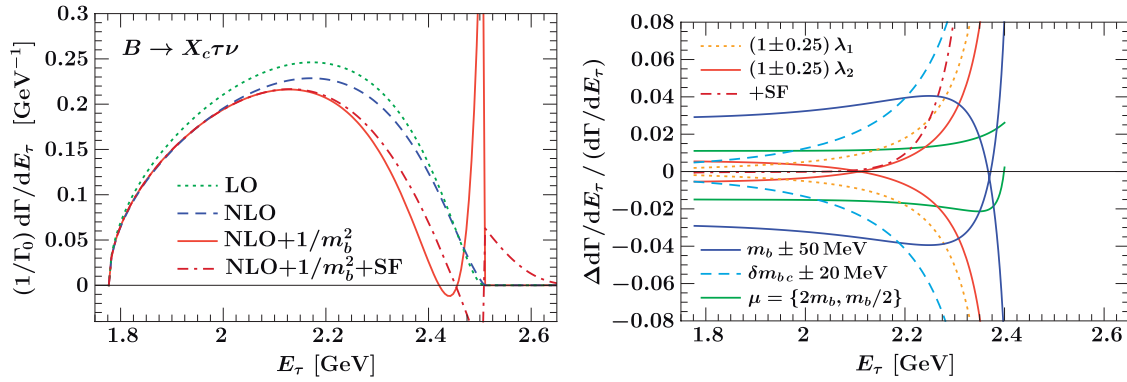 B → X_c τν
(1/Γ_0) dΓ/dE_τ [GeV^−1]
0.3
0.25
0.2
0.15
0.1
0.05
0
LO
NLO
NLO+1/m_b^2
NLO+1/m_b^2+SF
1.8 2 2.2 2.4 2.6
E_τ [GeV]
ΔdΓ/dE_τ / (dΓ/dE_τ)
0.08
0.06
0.04
0.02
0
−0.02
−0.04
−0.06
−0.08
(1±0.25) λ_1
(1±0.25) λ_2
+SF
m_b ± 50 MeV
δm_bc ± 20 MeV
μ = {2m_b, m_b/2}
1.8 2 2.2 2.4 2.6
E_τ [GeV]